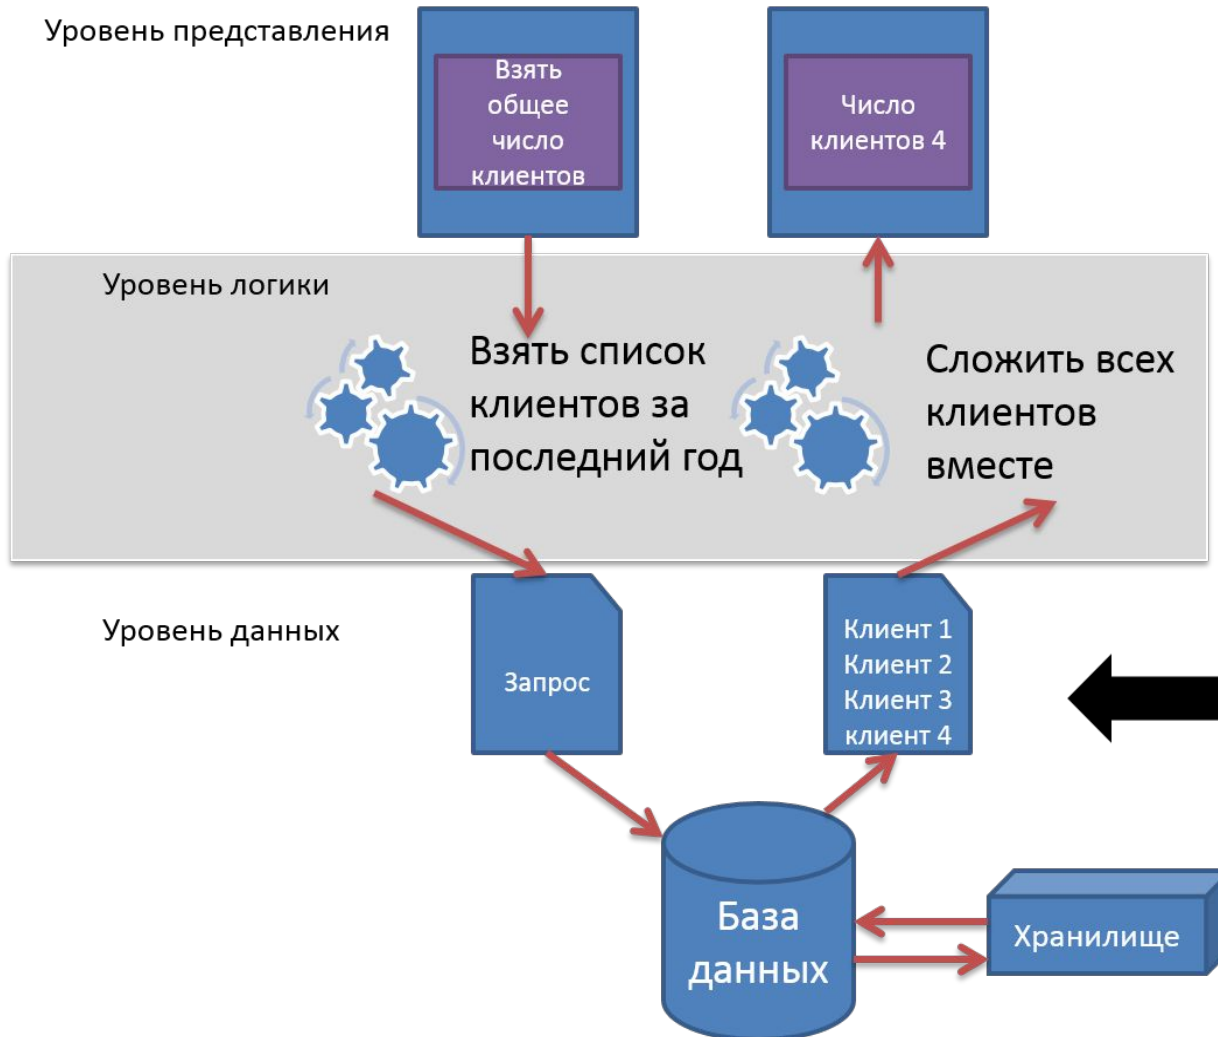 Уровень представления
Взять
общее
число
клиентов
Число
клиентов 4
Уровень логики
Взять список
клиентов за
последний год
Сложить всех
клиентов
вместе
Уровень данных
Запрос
Клиент 1
Клиент 2
Клиент 3
клиент 4
База
данных
Хранилище